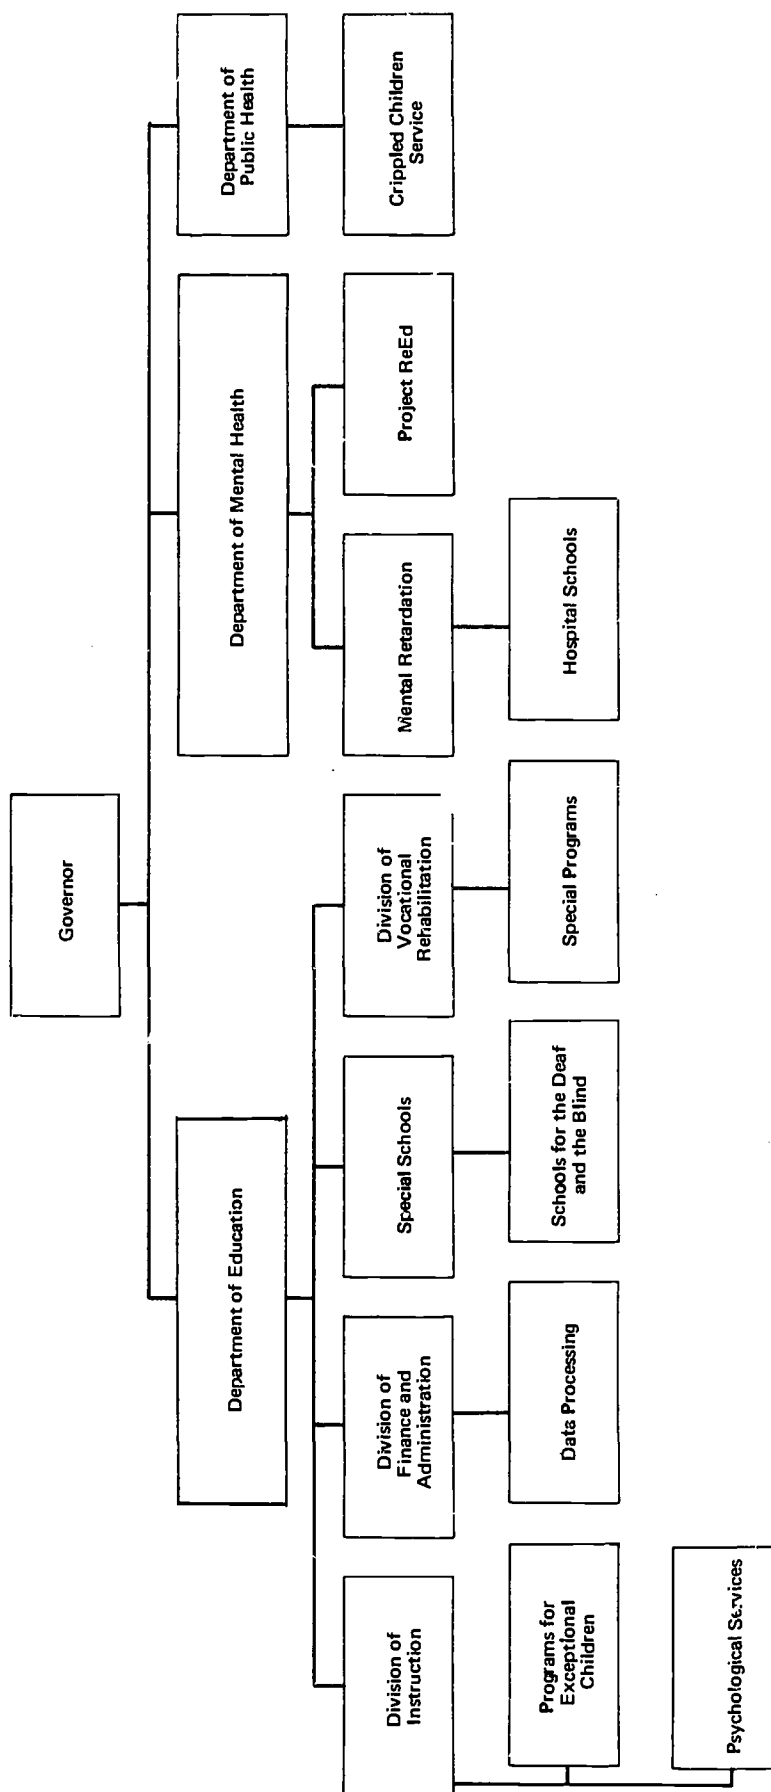 Governor
Department of Education
Department of Mental Health
Department of
Public Health
Division of
Instruction
Division of
Finance and
Administration
Special Schools
Division of
Vocational
Rehabilitation
Mental Retardation
Project ReEd
Crippled Children
Service
Programs for
Exceptional
Children
Data Processing
Schools for the Deaf
and the Blind
Special Programs
Hospital Schools
Psychological Services